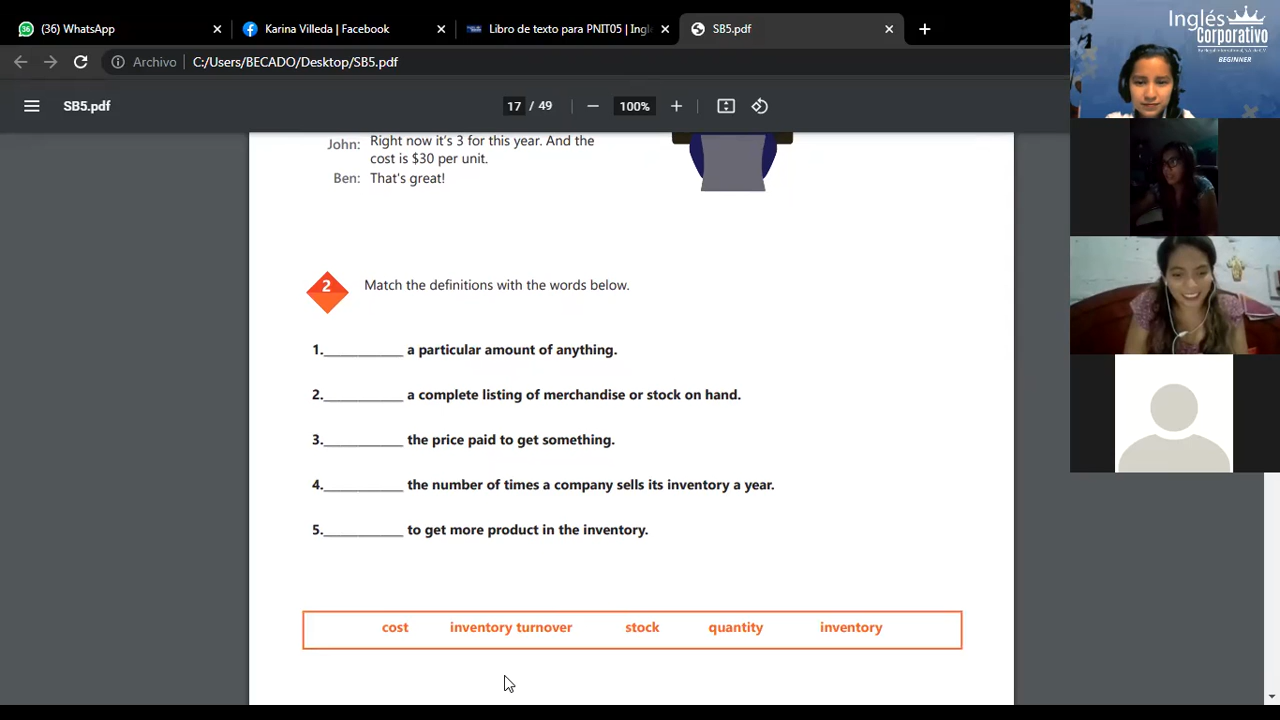 (36) WhatsApp
Karina Villeda | Facebook
Libro de texto para PNIT05 | Ingl
SB5.pdf
Archivo C:/Users/BECADO/Desktop/SB5.pdf
SB5.pdf
17 / 49
100%
John: Right now it's 3 for this year. And the
cost is $30 per unit.
Ben: That's great!
2 Match the definitions with the words below.
1.___________ a particular amount of anything.
2.___________ a complete listing of merchandise or stock on hand.
3.___________ the price paid to get something.
4.___________ the number of times a company sells its inventory a year.
5.___________ to get more product in the inventory.
cost inventory turnover stock quantity inventory
Inglés
Corporativo
BEGINNER